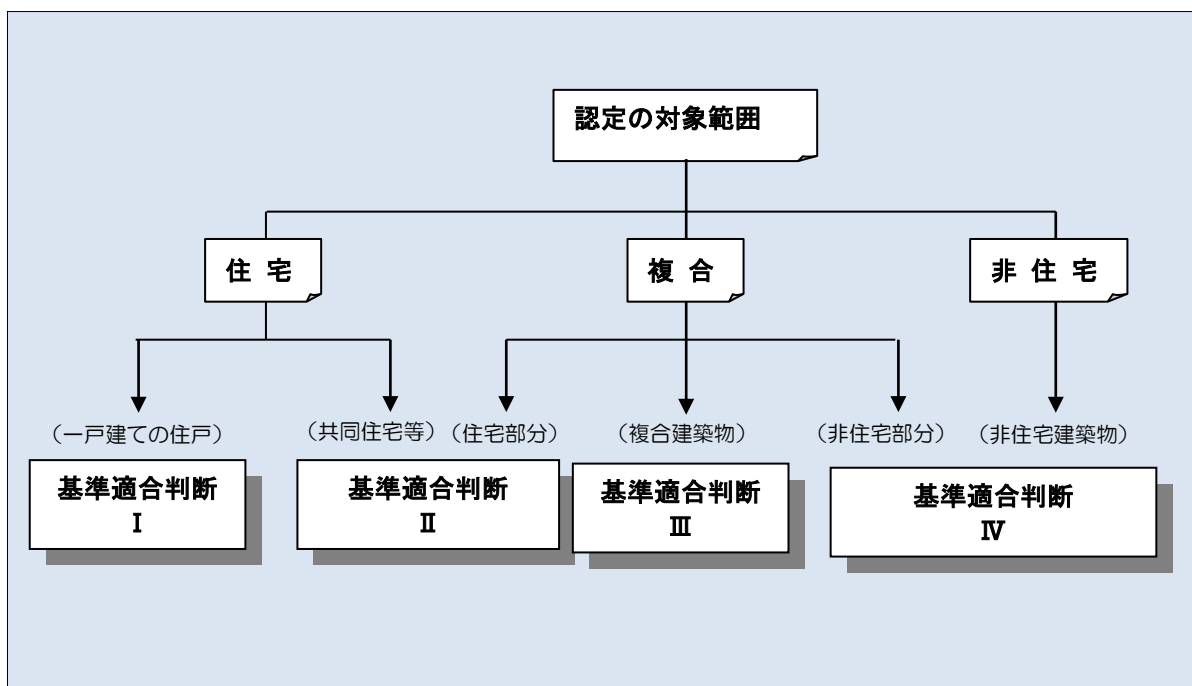 認定の対象範囲
住 宅
複 合
非 住 宅
（一戸建ての住戸）
（共同住宅等）
（住宅部分）
（複合建築物）
（非住宅部分）
（非住宅建築物）
基準適合判断
Ⅰ
基準適合判断
Ⅱ
基準適合判断
Ⅲ
基準適合判断
Ⅳ